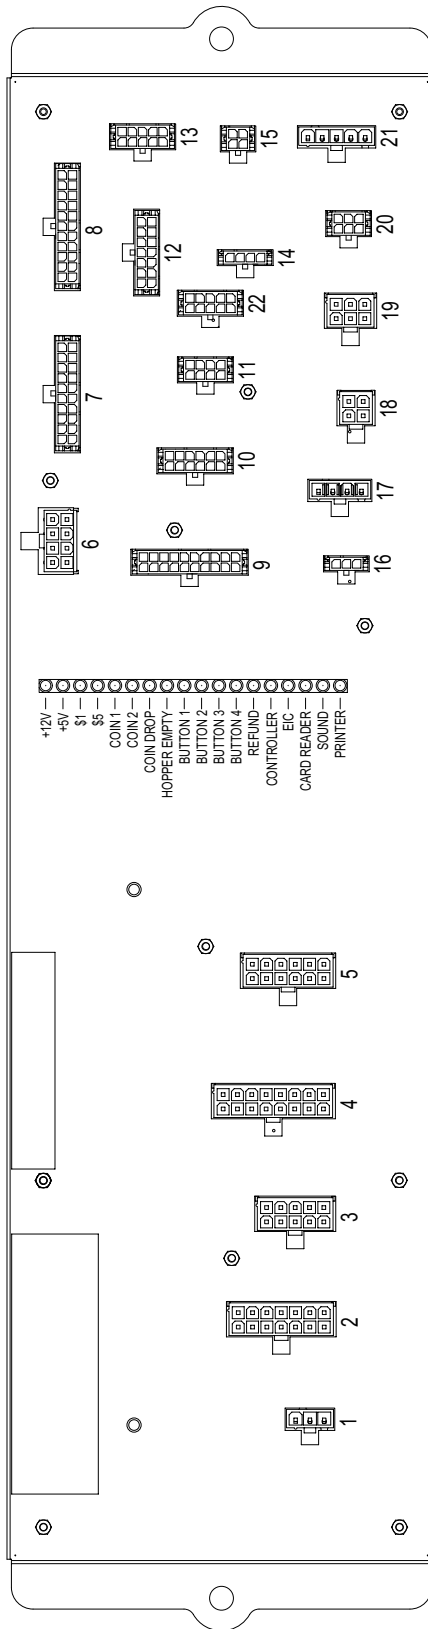 13
15
21
8
12
20
14
22
19
11
7
18
10
17
6
9
16
+12V
+5V
$1
$5
COIN 1
COIN 2
COIN DROP
HOPPER EMPTY
BUTTON 1
BUTTON 2
BUTTON 3
BUTTON 4
REFUND
CONTROLLER
EIC
CARD READER
SOUND
PRINTER
5
4
3
2
1